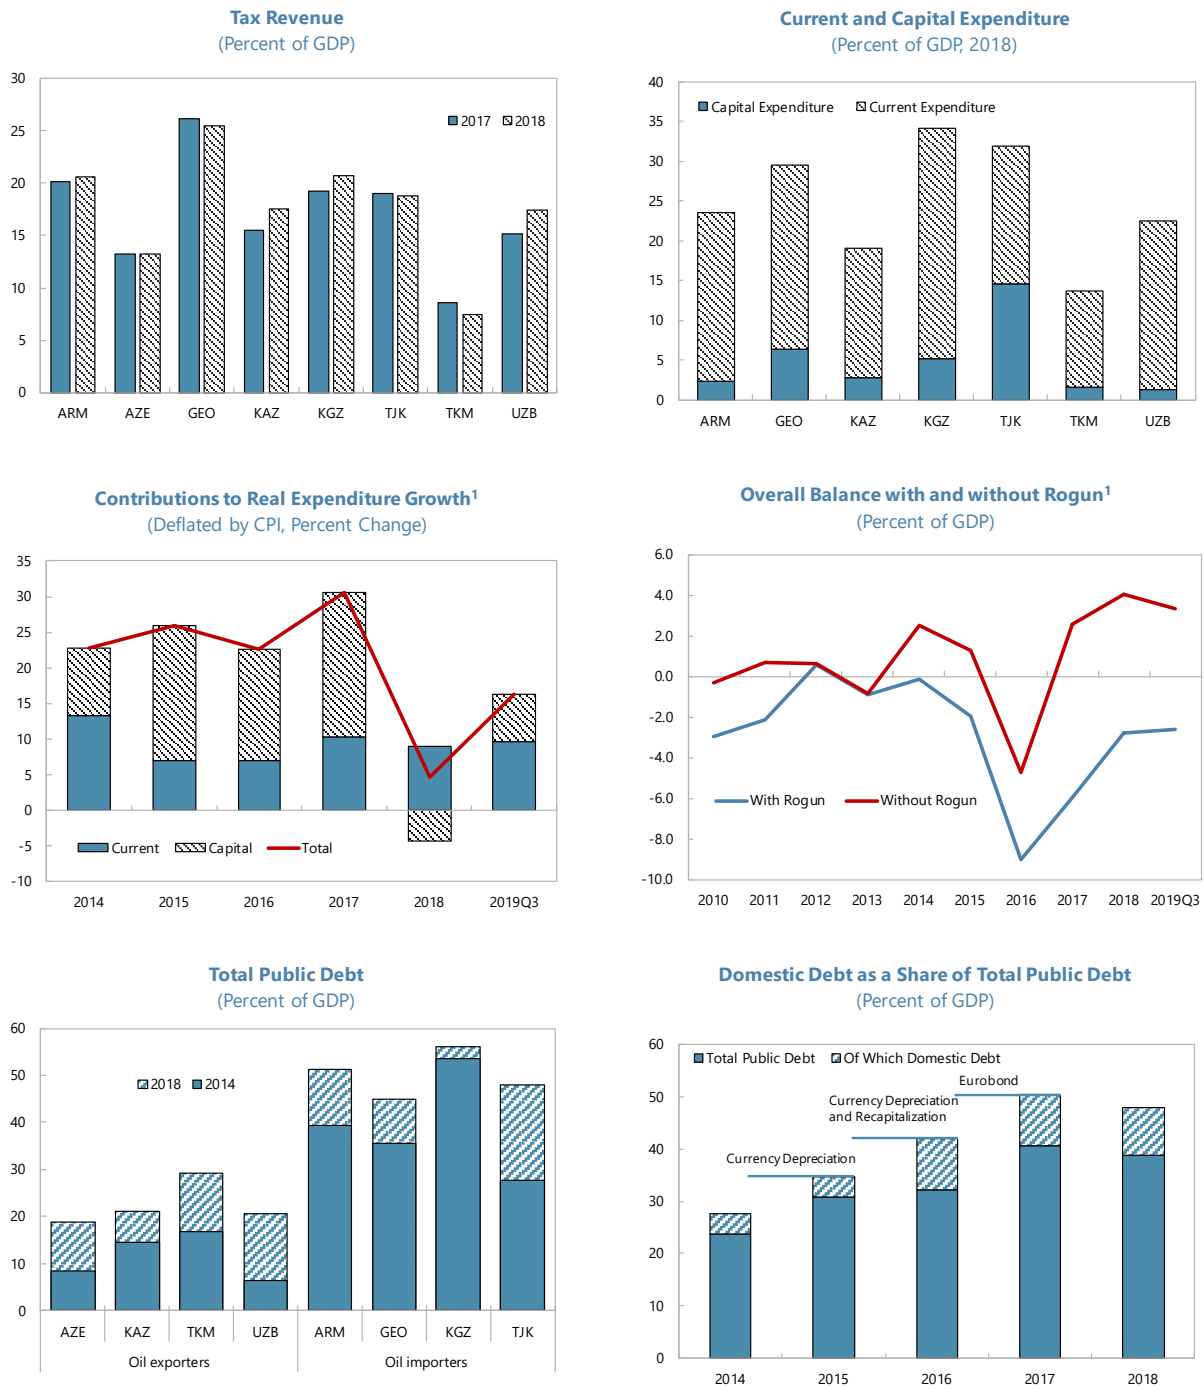 Tax Revenue
(Percent of GDP)
30
25
20
15
10
5
0
2017 2018
ARM AZE GEO KAZ KGZ TJK TKM UZB
Current and Capital Expenditure
(Percent of GDP, 2018)
40
35
30
25
20
15
10
5
0
Capital Expenditure Current Expenditure
ARM GEO KAZ KGZ TJK TKM UZB
Contributions to Real Expenditure Growth¹
(Deflated by CPI, Percent Change)
35
30
25
20
15
10
5
0
-5
-10
Current Capital Total
2014 2015 2016 2017 2018 2019Q3
Overall Balance with and without Rogun¹
(Percent of GDP)
6.0
4.0
2.0
0.0
-2.0
-4.0
-6.0
-8.0
-10.0
With Rogun Without Rogun
2010 2011 2012 2013 2014 2015 2016 2017 2018 2019Q3
Total Public Debt
(Percent of GDP)
60
50
40
30
20
10
0
2018 2014
AZE KAZ TKM UZB ARM GEO KGZ TJK
Oil exporters Oil importers
Domestic Debt as a Share of Total Public Debt
(Percent of GDP)
60
50
40
30
20
10
0
Total Public Debt Of Which Domestic Debt
Eurobond
Currency Depreciation
and Recapitalization
Currency Depreciation
2014 2015 2016 2017 2018